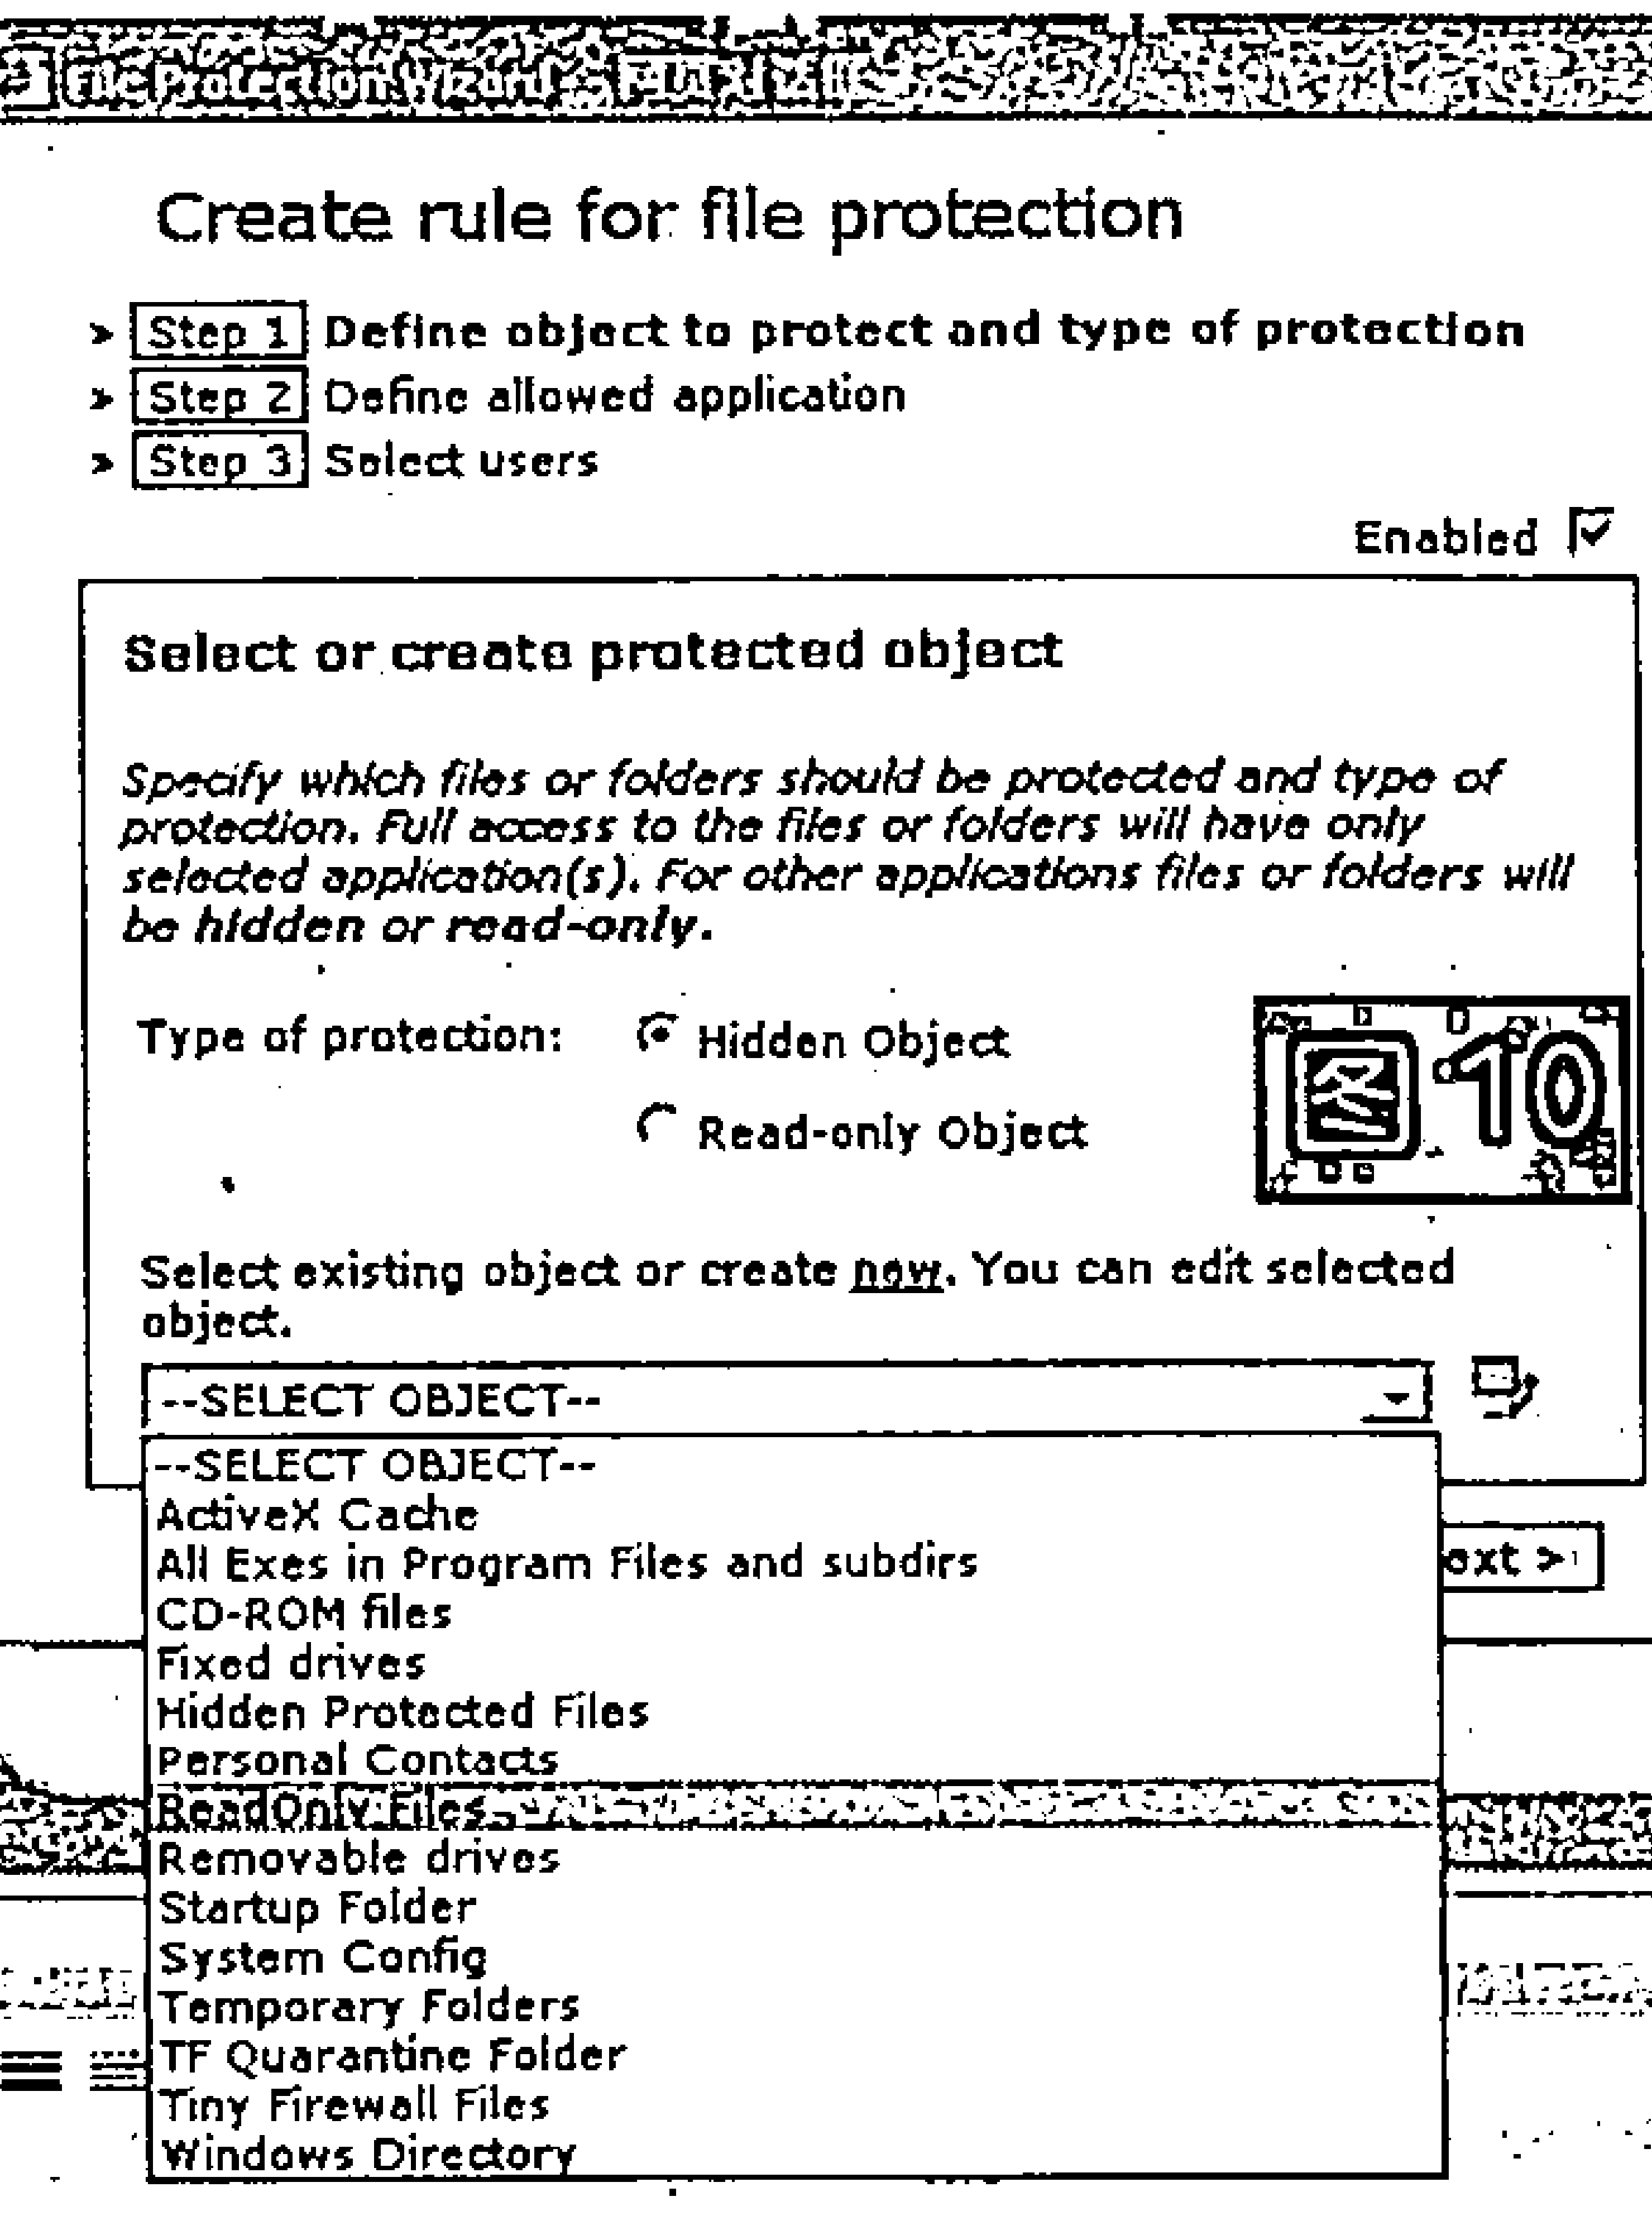 File Protection Wizard
Create rule for file protection
> Step 1 Define object to protect and type of protection
> Step 2 Define allowed application
> Step 3 Select users
Enabled
Select or create protected object
Specify which files or folders should be protected and type of
protection. Full access to the files or folders will have only
selected application(s). For other applications files or folders will
be hidden or read-only.
Type of protection:
Hidden Object
Read-only Object
图 10
Select existing object or create new. You can edit selected
object.
--SELECT OBJECT--
--SELECT OBJECT--
ActiveX Cache
All Exes in Program Files and subdirs
CD-ROM files
Fixed drives
Hidden Protected Files
Personal Contacts
ReadOnly Files
Removable drives
Startup Folder
System Config
Temporary Folders
TF Quarantine Folder
Tiny Firewall Files
Windows Directory
ext >